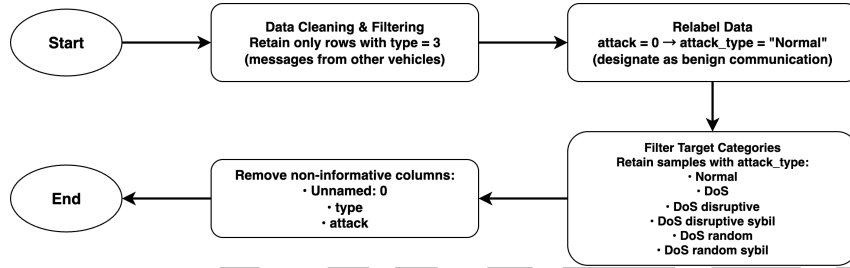 Start
Data Cleaning & Filtering
Retain only rows with type = 3
(messages from other vehicles)
Relabel Data
attack = 0 → attack_type = "Normal"
(designate as benign communication)
Filter Target Categories
Retain samples with attack_type:
· Normal
· DoS
· DoS disruptive
· DoS disruptive sybil
· DoS random
· DoS random sybil
Remove non-informative columns:
· Unnamed: 0
· type
· attack
End